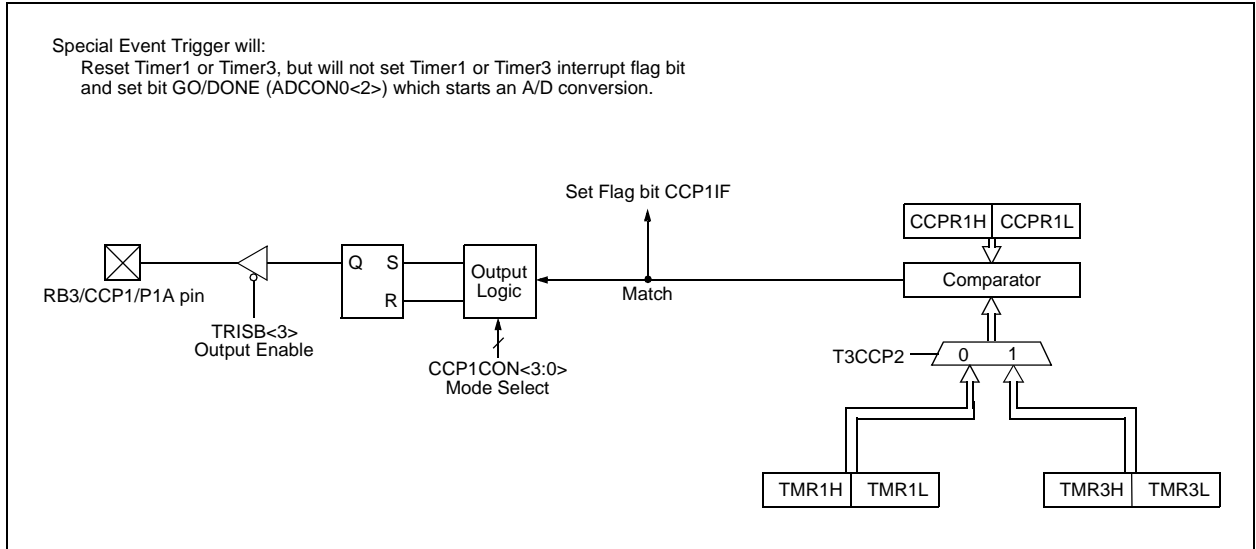 Special Event Trigger will:
Reset Timer1 or Timer3, but will not set Timer1 or Timer3 interrupt flag bit
and set bit GO/DONE (ADCON0<2>) which starts an A/D conversion.
Set Flag bit CCP1IF
CCPR1H CCPR1L
Q S
R
Output
Logic
Match
Comparator
RB3/CCP1/P1A pin
TRISB<3>
Output Enable
CCP1CON<3:0>
Mode Select
T3CCP2
0 1
TMR1H TMR1L
TMR3H TMR3L